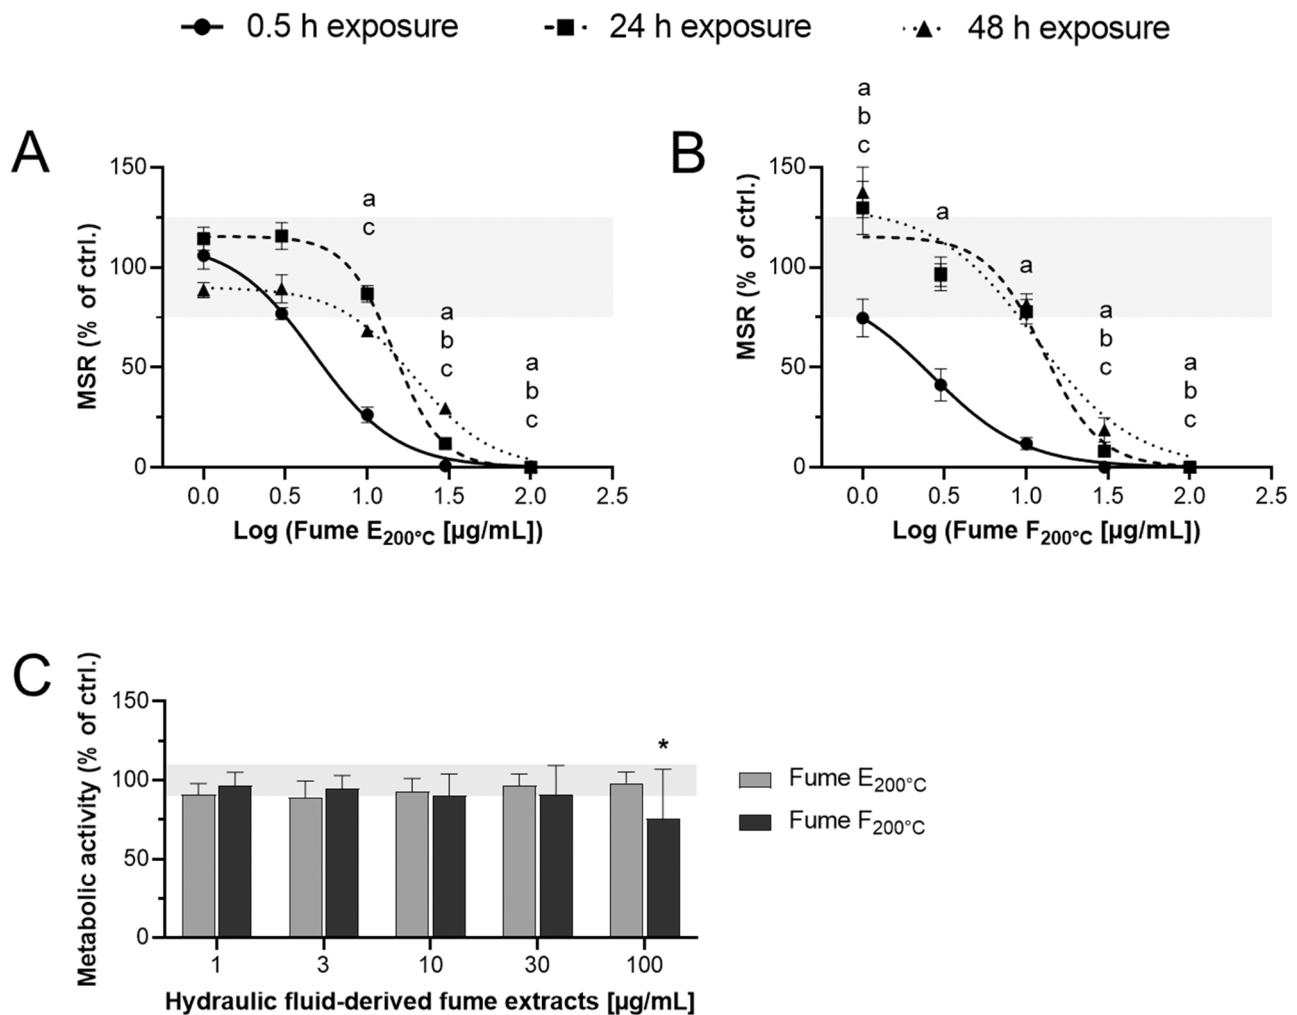 0.5 h exposure
24 h exposure
48 h exposure
A
MSR (% of ctrl.)
150
100
50
0
a
c
a
b
c
a
b
c
0.0 0.5 1.0 1.5 2.0 2.5
Log (Fume E200°C [µg/mL])
B
MSR (% of ctrl.)
150
100
50
0
a
b
c
a
a
a
b
c
a
b
c
0.0 0.5 1.0 1.5 2.0 2.5
Log (Fume F200°C [µg/mL])
C
Metabolic activity (% of ctrl.)
150
100
50
0
*
1 3 10 30 100
Hydraulic fluid-derived fume extracts [µg/mL]
Fume E200°C
Fume F200°C